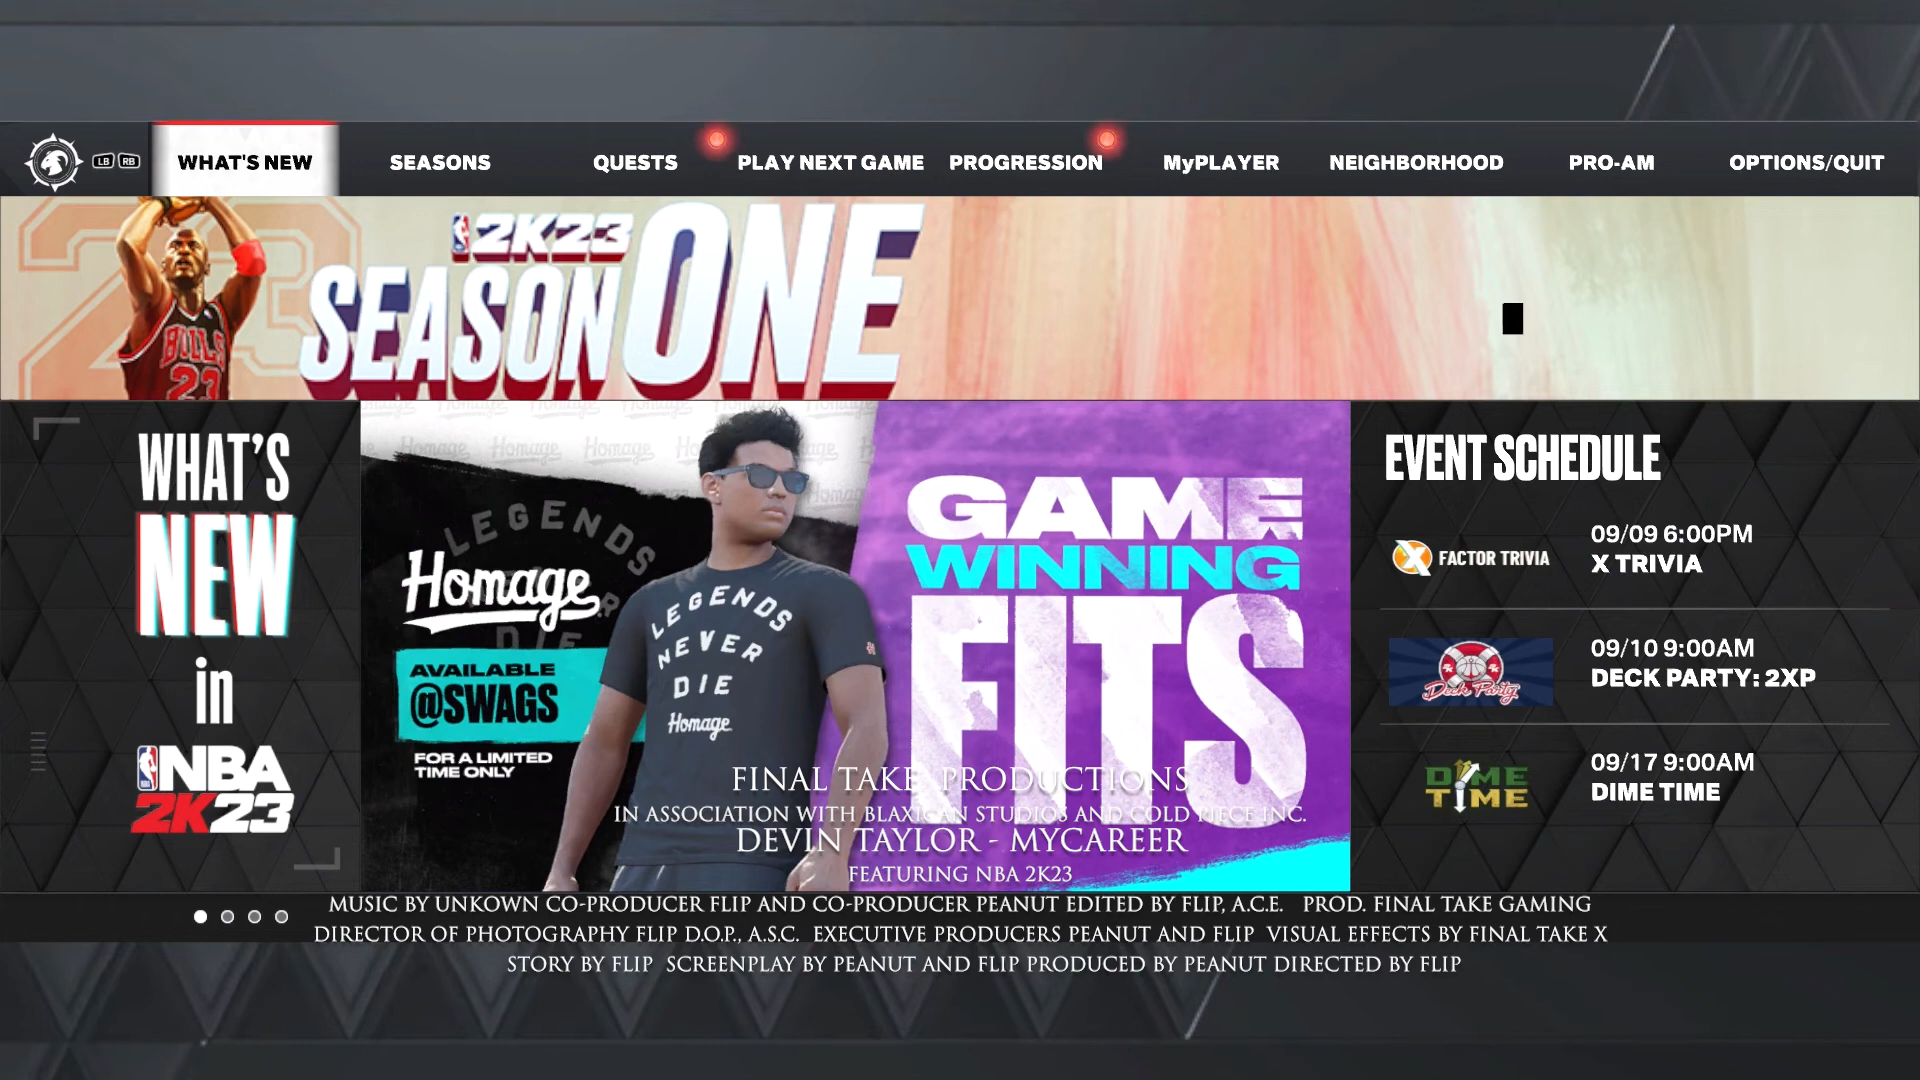 LB RB
WHAT'S NEW
SEASONS
QUESTS
PLAY NEXT GAME
PROGRESSION
MyPLAYER
NEIGHBORHOOD
PRO-AM
OPTIONS/QUIT
23
BULLS
23
2K23
SEASON ONE
WHAT'S
NEW
in
NBA
2K23
Homage Homage Homage
LEGENDS
DIE
Homage
AVAILABLE
@SWAGS
FOR A LIMITED
TIME ONLY
LEGENDS
NEVER
DIE
Homage
GAME
WINNING
FITS
EVENT SCHEDULE
X FACTOR TRIVIA
09/09 6:00PM
X TRIVIA
Deck Party
09/10 9:00AM
DECK PARTY: 2XP
DIME
TIME
09/17 9:00AM
DIME TIME
FINAL TAKE PRODUCTIONS
IN ASSOCIATION WITH BLAXICAN STUDIOS AND COLD PIECE INC.
DEVIN TAYLOR - MYCAREER
FEATURING NBA 2K23
MUSIC BY UNKOWN CO-PRODUCER FLIP AND CO-PRODUCER PEANUT EDITED BY FLIP, A.C.E. PROD. FINAL TAKE GAMING
DIRECTOR OF PHOTOGRAPHY FLIP D.O.P., A.S.C. EXECUTIVE PRODUCERS PEANUT AND FLIP VISUAL EFFECTS BY FINAL TAKE X
STORY BY FLIP SCREENPLAY BY PEANUT AND FLIP PRODUCED BY PEANUT DIRECTED BY FLIP